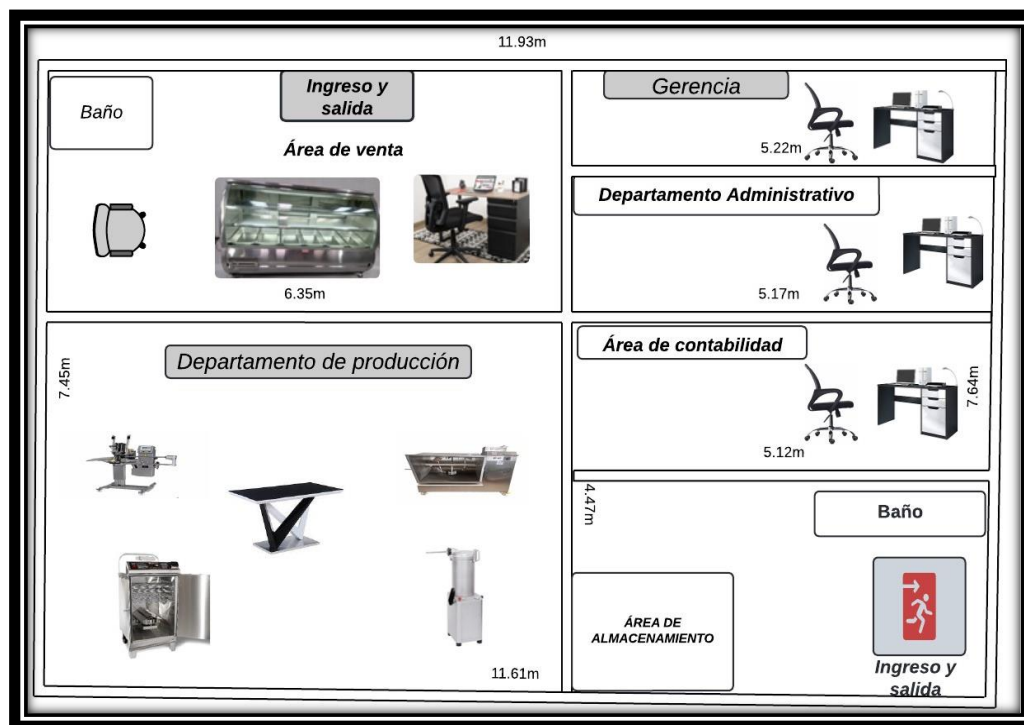 11.93m
Baño
Ingreso y
salida
Área de venta
6.35m
Gerencia
5.22m
Departamento Administrativo
5.17m
Departamento de producción
7.45m
11.61m
Área de contabilidad
7.64m
5.12m
4.47m
Baño
ÁREA DE
ALMACENAMIENTO
Ingreso y
salida